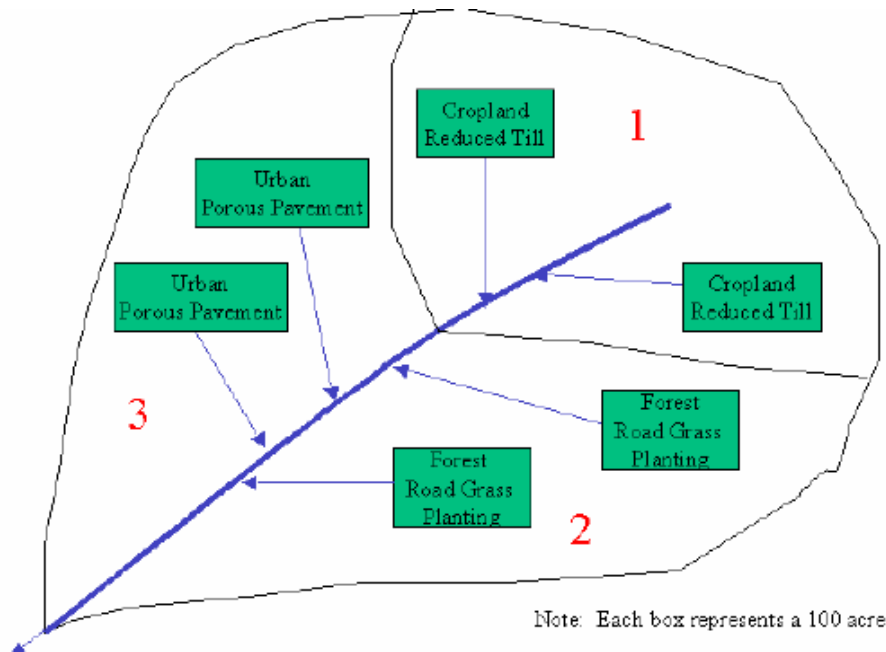 Cropland
Reduced Till
1
Urban
Porous Pavement
Urban
Porous Pavement
Cropland
Reduced Till
3
Forest
Road Grass
Planting
Forest
Road Grass
Planting
2
Note: Each box represents a 100 acre